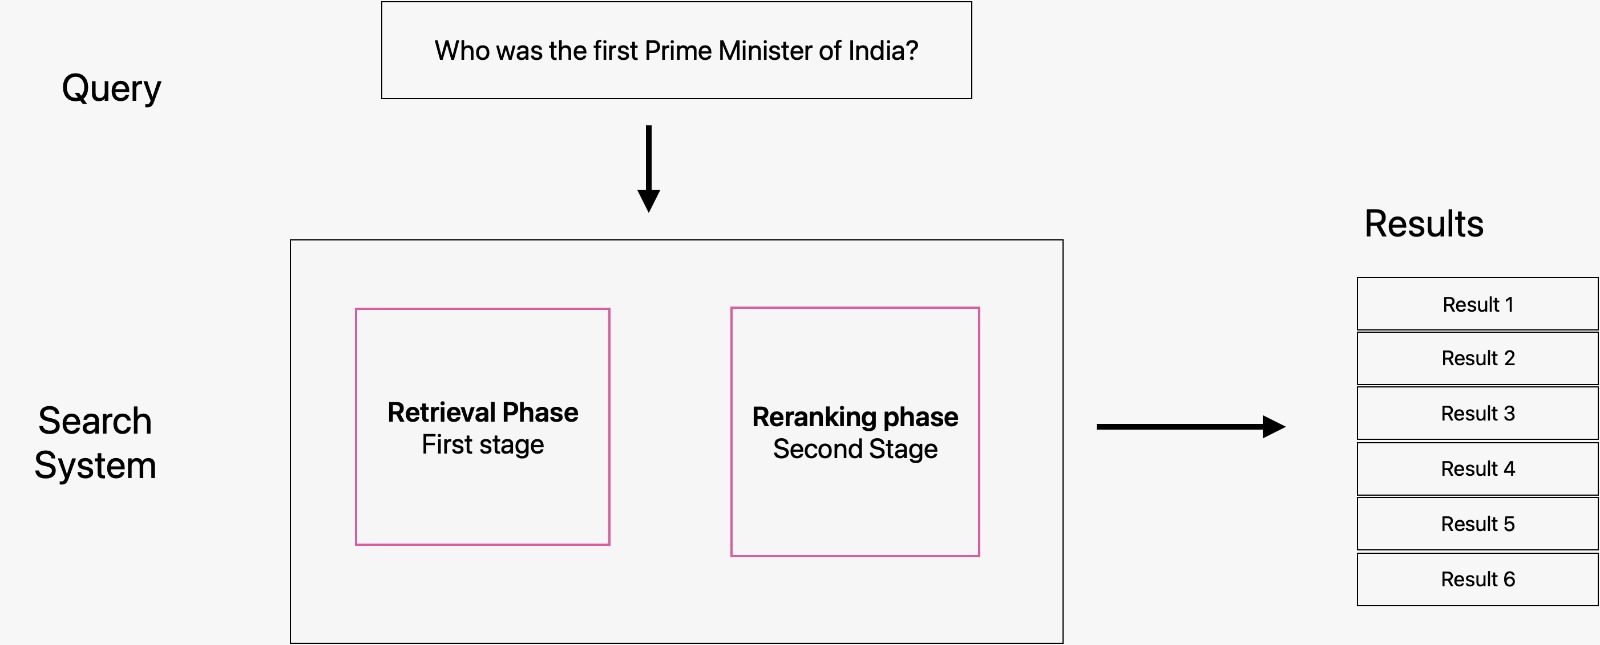 Query
Who was the first Prime Minister of India?
Search
System
Retrieval Phase
First stage
Reranking phase
Second Stage
Results
Result 1
Result 2
Result 3
Result 4
Result 5
Result 6